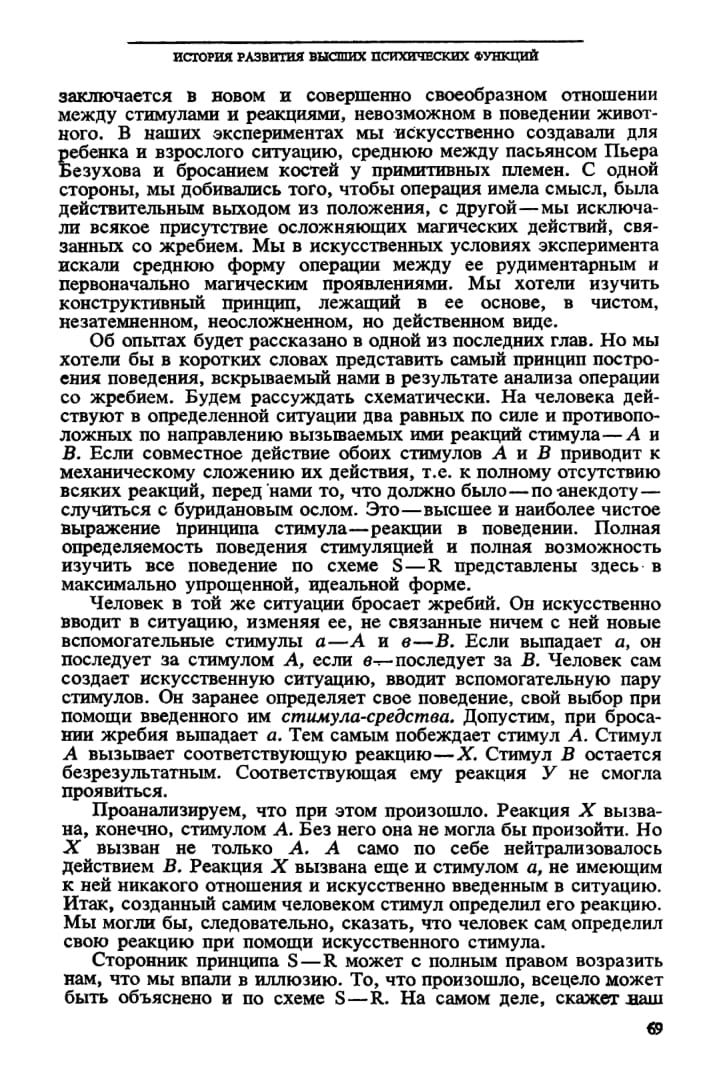 ИСТОРИЯ РАЗВИТИЯ ВЫСШИХ ПСИХИЧЕСКИХ ФУНКЦИЙ
заключается в новом и совершенно своеобразном отношении
между стимулами и реакциями, невозможном в поведении живот-
ного. В наших экспериментах мы искусственно создавали для
ребенка и взрослого ситуацию, среднюю между пасьянсом Пьера
Безухова и бросанием костей у примитивных племен. С одной
стороны, мы добивались того, чтобы операция имела смысл, была
действительным выходом из положения, с другой—мы исключа-
ли всякое присутствие осложняющих магических действий, свя-
занных со жребием. Мы в искусственных условиях эксперимента
искали среднюю форму операции между ее рудиментарным и
первоначально магическим проявлениями. Мы хотели изучить
конструктивный принцип, лежащий в ее основе, в чистом,
незатемненном, неосложненном, но действенном виде.
Об опытах будет рассказано в одной из последних глав. Но мы
хотели бы в коротких словах представить самый принцип постро-
ения поведения, вскрываемый нами в результате анализа операции
со жребием. Будем рассуждать схематически. На человека дей-
ствуют в определенной ситуации два равных по силе и противопо-
ложных по направлению вызываемых ими реакций стимула—А и
В. Если совместное действие обоих стимулов А и В приводит к
механическому сложению их действия, т.е. к полному отсутствию
всяких реакций, перед нами то, что должно было—по анекдоту—
случиться с буридановым ослом. Это—высшее и наиболее чистое
выражение принципа стимула—реакции в поведении. Полная
определяемость поведения стимуляцией и полная возможность
изучить все поведение по схеме S—R представлены здесь в
максимально упрощенной, идеальной форме.
Человек в той же ситуации бросает жребий. Он искусственно
вводит в ситуацию, изменяя ее, не связанные ничем с ней новые
вспомогательные стимулы а—А и в—В. Если выпадает а, он
последует за стимулом А, если в—последует за В. Человек сам
создает искусственную ситуацию, вводит вспомогательную пару
стимулов. Он заранее определяет свое поведение, свой выбор при
помощи введенного им стимула-средства. Допустим, при броса-
нии жребия выпадает а. Тем самым побеждает стимул А. Стимул
А вызывает соответствующую реакцию—Х. Стимул В остается
безрезультатным. Соответствующая ему реакция У не смогла
проявиться.
Проанализируем, что при этом произошло. Реакция Х вызва-
на, конечно, стимулом А. Без него она не могла бы произойти. Но
Х вызван не только А. А само по себе нейтрализовалось
действием В. Реакция Х вызвана еще и стимулом а, не имеющим
к ней никакого отношения и искусственно введенным в ситуацию.
Итак, созданный самим человеком стимул определил его реакцию.
Мы могли бы, следовательно, сказать, что человек сам определил
свою реакцию при помощи искусственного стимула.
Сторонник принципа S—R может с полным правом возразить
нам, что мы впали в иллюзию. То, что произошло, всецело может
быть объяснено и по схеме S—R. На самом деле, скажет наш
69